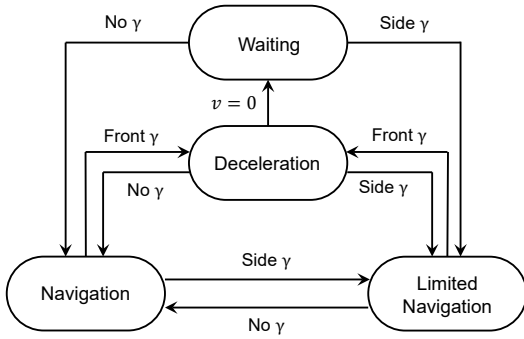 No γ
Waiting
Side γ
v = 0
Front γ
Deceleration
Front γ
No γ
Side γ
Navigation
Side γ
Limited
Navigation
No γ